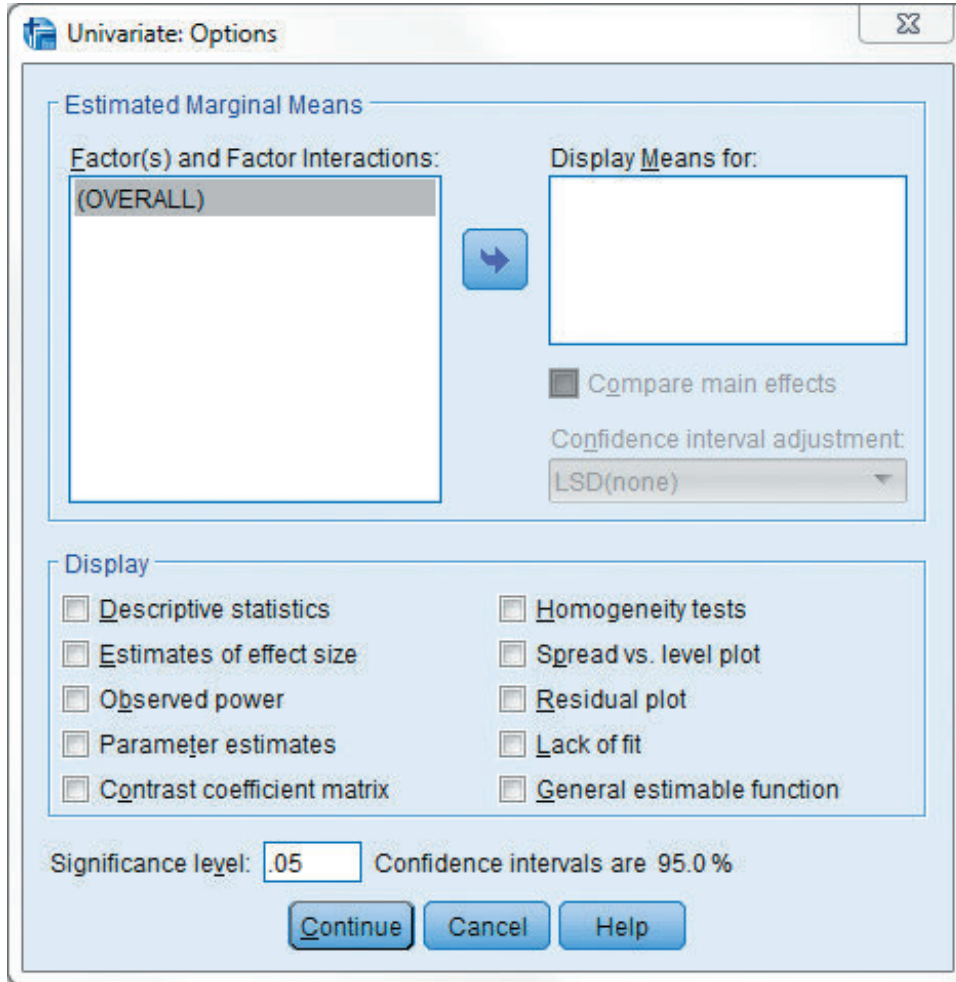 Univariate: Options
Estimated Marginal Means
Factor(s) and Factor Interactions:
(OVERALL)
Display Means for:
Compare main effects
Confidence interval adjustment:
LSD(none)
Display
Descriptive statistics
Estimates of effect size
Observed power
Parameter estimates
Contrast coefficient matrix
Homogeneity tests
Spread vs. level plot
Residual plot
Lack of fit
General estimable function
Significance level: .05 Confidence intervals are 95.0 %
Continue Cancel Help